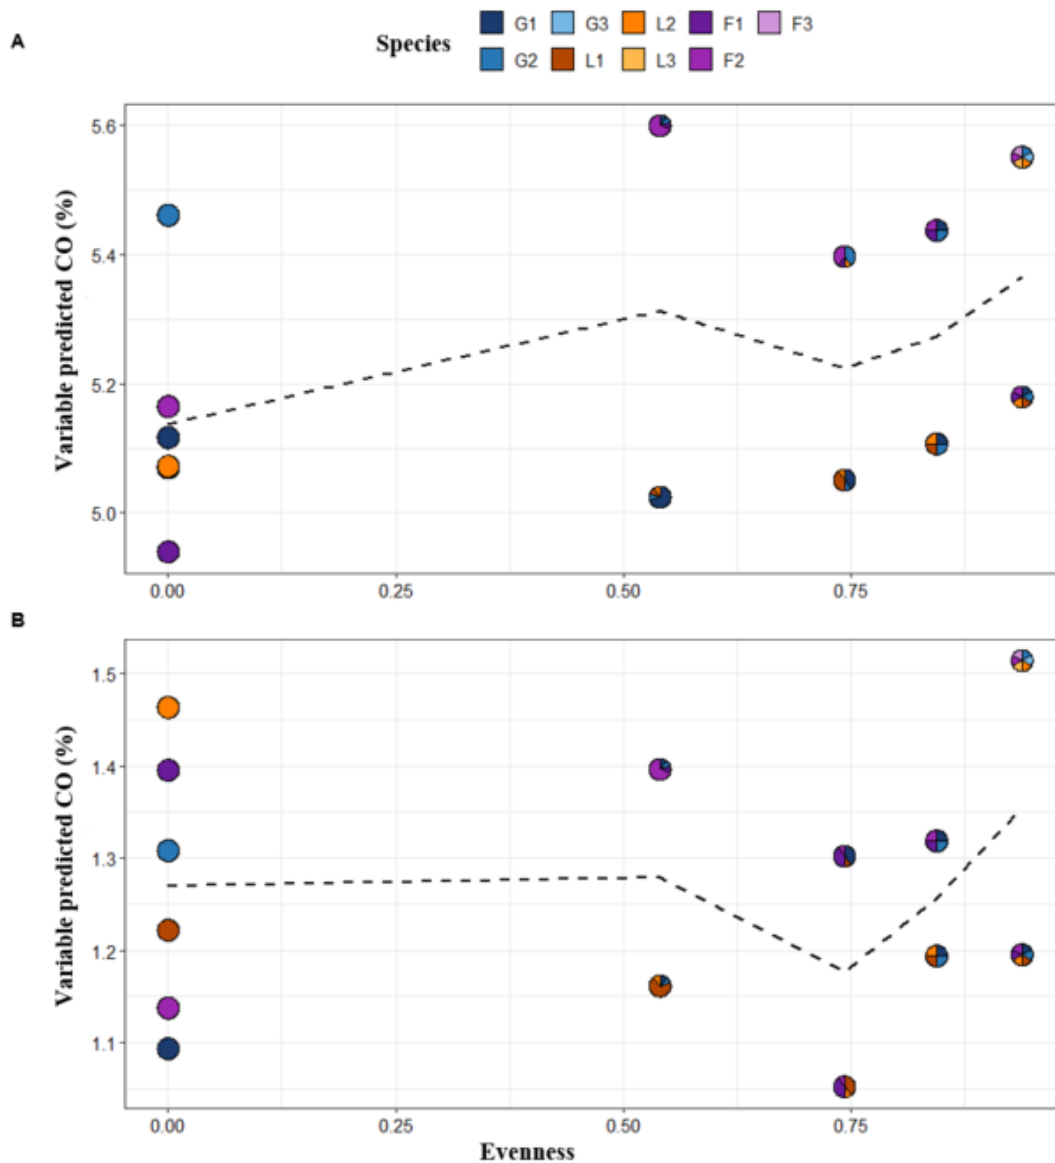 A
Species
G1 G3 L2 F1 F3
G2 L1 L3 F2
Variable predicted CO (%)
5.6
5.4
5.2
5.0
0.00 0.25 0.50 0.75
B
Variable predicted CO (%)
1.5
1.4
1.3
1.2
1.1
0.00 0.25 0.50 0.75
Evenness